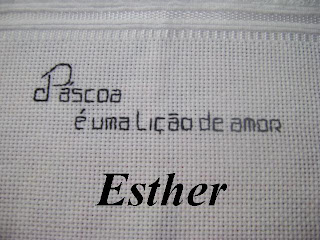 Páscoa
é uma lição de amor
Esther